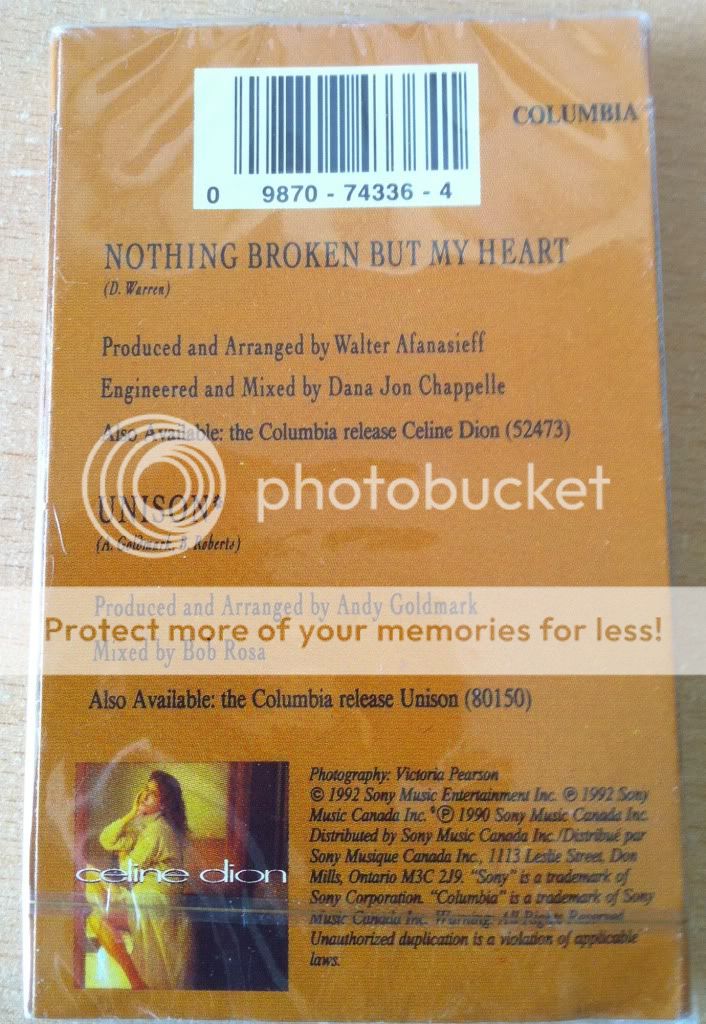 COLUMBIA
0 9870 - 74336 - 4
NOTHING BROKEN BUT MY HEART
(D. Warren)
Produced and Arranged by Walter Afanasieff
Engineered and Mixed by Dana Jon Chappelle
Also Available: the Columbia release Celine Dion (52473)
photobucket
UNISON*
(A. Goldmark, B. Roberts)
Produced and Arranged by Andy Goldmark
Protect more of your memories for less!
Mixed by Bob Rosa
Also Available: the Columbia release Unison (80150)
celine dion
Photography: Victoria Pearson
© 1992 Sony Music Entertainment Inc. ℗ 1992 Sony
Music Canada Inc. *℗ 1990 Sony Music Canada Inc.
Distributed by Sony Music Canada Inc./Distribué par
Sony Musique Canada Inc., 1113 Leslie Street, Don
Mills, Ontario M3C 2J9. "Sony" is a trademark of
Sony Corporation. "Columbia" is a trademark of Sony
Music Canada Inc. Warning: All Rights Reserved.
Unauthorized duplication is a violation of applicable
laws.